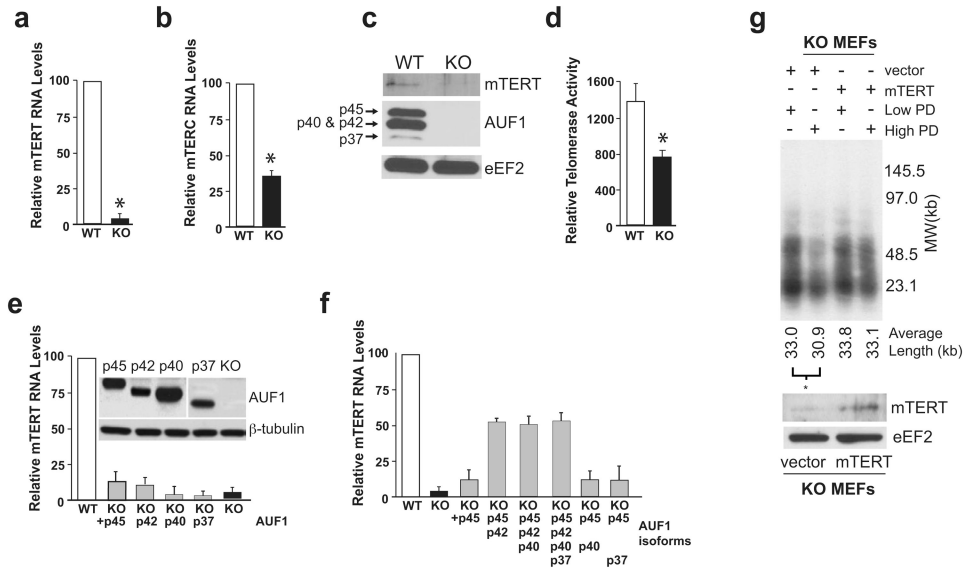 a
Relative mTERT RNA Levels
100
75
50
25
0
*
WT KO
b
Relative mTERC RNA Levels
100
75
50
25
0
*
WT KO
c
WT KO
mTERT
p45
p40 & p42
p37
AUF1
eEF2
d
Relative Telomerase Activity
1600
1200
800
400
0
*
WT KO
e
Relative mTERT RNA Levels
100
75
50
25
0
p45 p42 p40 p37 KO
AUF1
β-tubulin
WT KO KO KO KO KO
+p45 p42 p40 p37 AUF1
f
Relative mTERT RNA Levels
100
75
50
25
0
WT KO KO KO KO KO KO KO
+p45 p45 p45 p45 p45 p45
p42 p42 p42
p40 p40 p40
p37 p37
AUF1
isoforms
g
KO MEFs
+ + - - vector
- - + + mTERT
+ - + - Low PD
- + - + High PD
145.5
97.0
48.5
23.1
MW(kb)
33.0 30.9 33.8 33.1
Average
Length (kb)
*
mTERT
eEF2
vector mTERT
KO MEFs